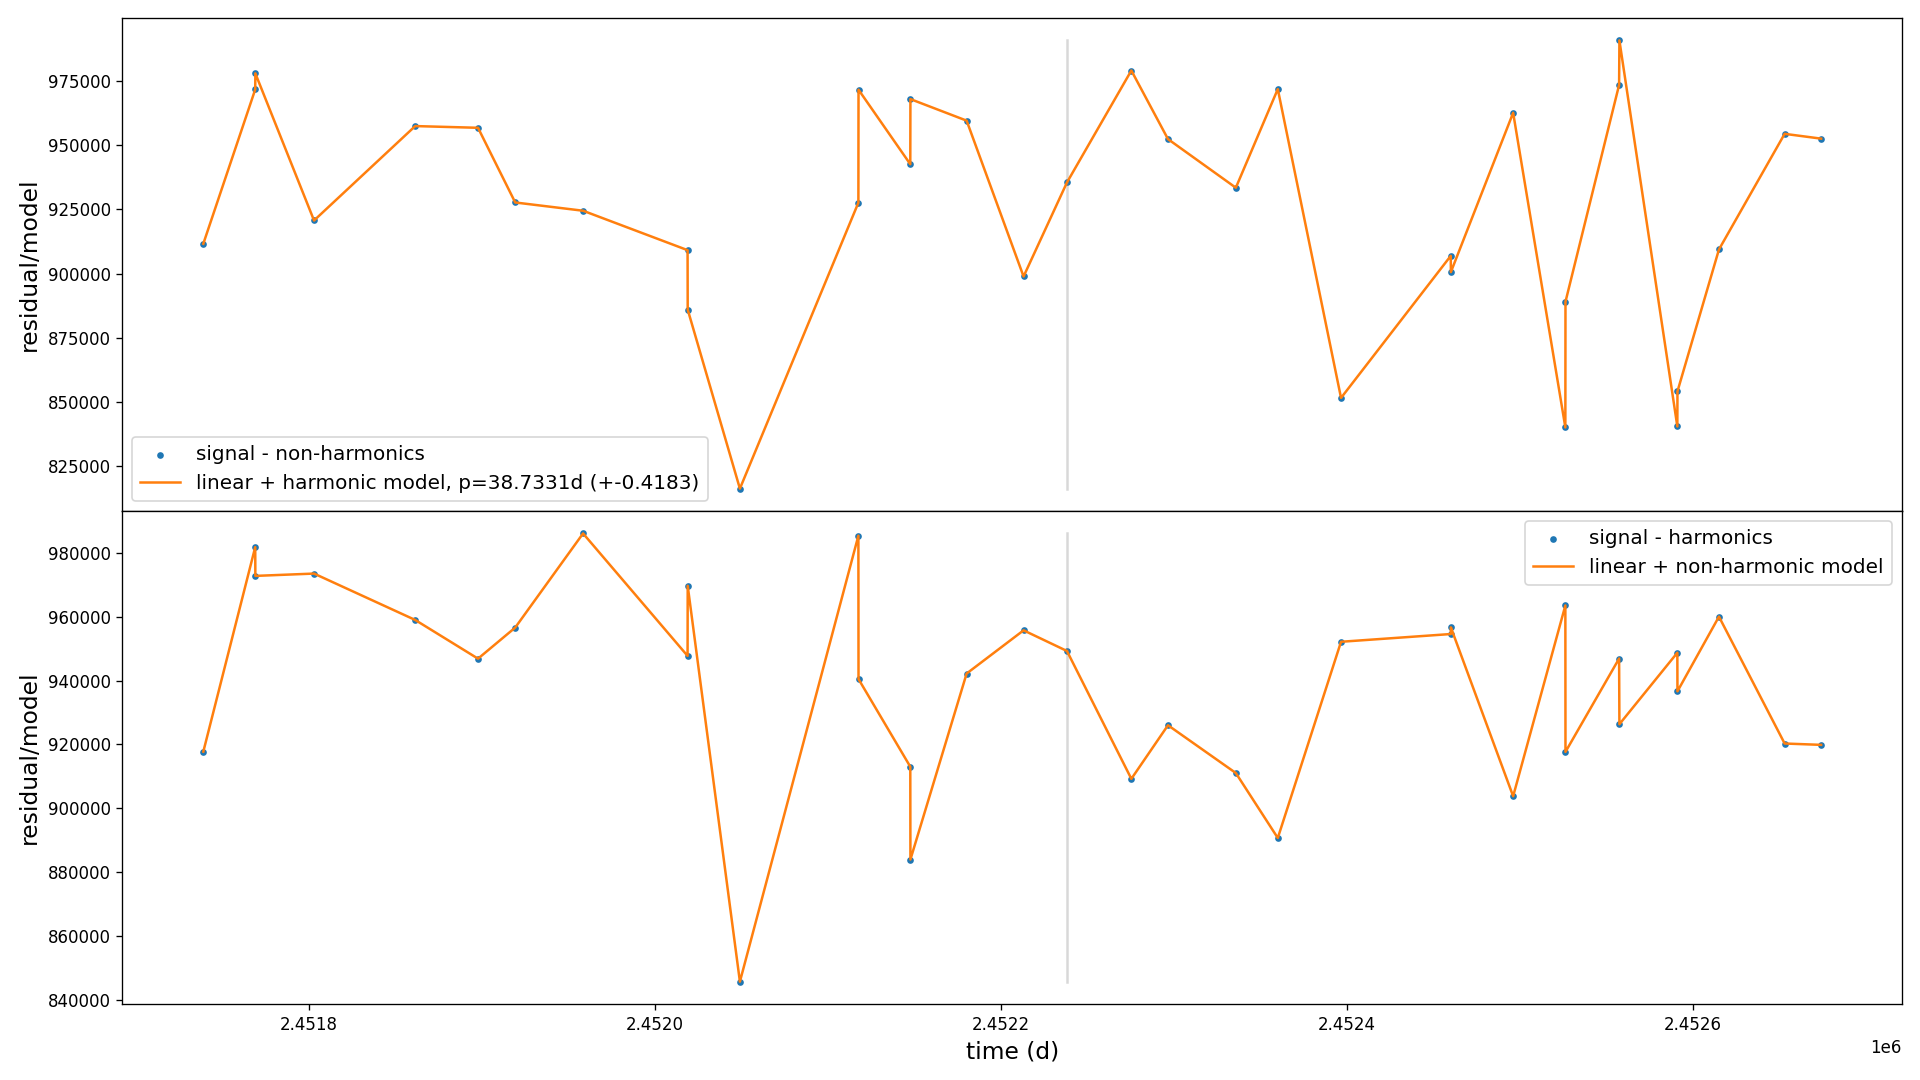 975000
950000
925000
900000
875000
850000
825000
residual/model
signal - non-harmonics
linear + harmonic model, p=38.7331d (+-0.4183)
980000
960000
940000
920000
900000
880000
860000
840000
residual/model
signal - harmonics
linear + non-harmonic model
2.4518 2.4520 2.4522 2.4524 2.4526
time (d)
1e6